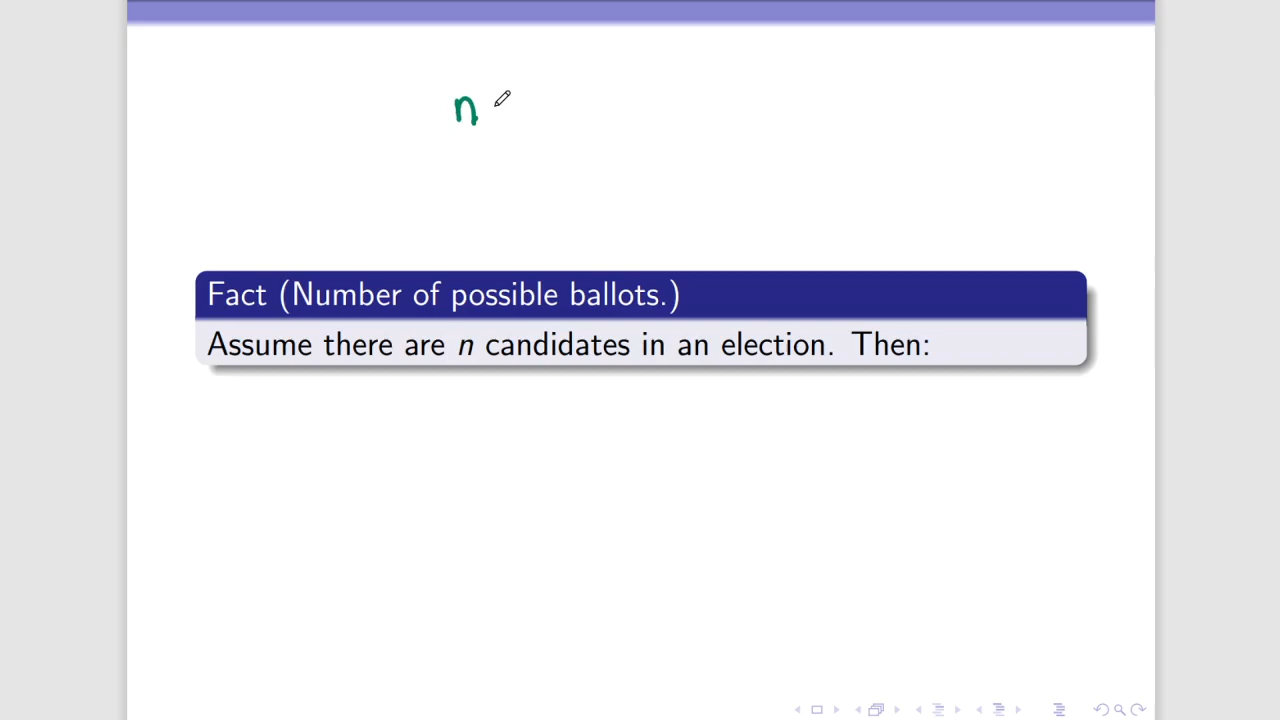 n
Fact (Number of possible ballots.)
Assume there are n candidates in an election. Then: